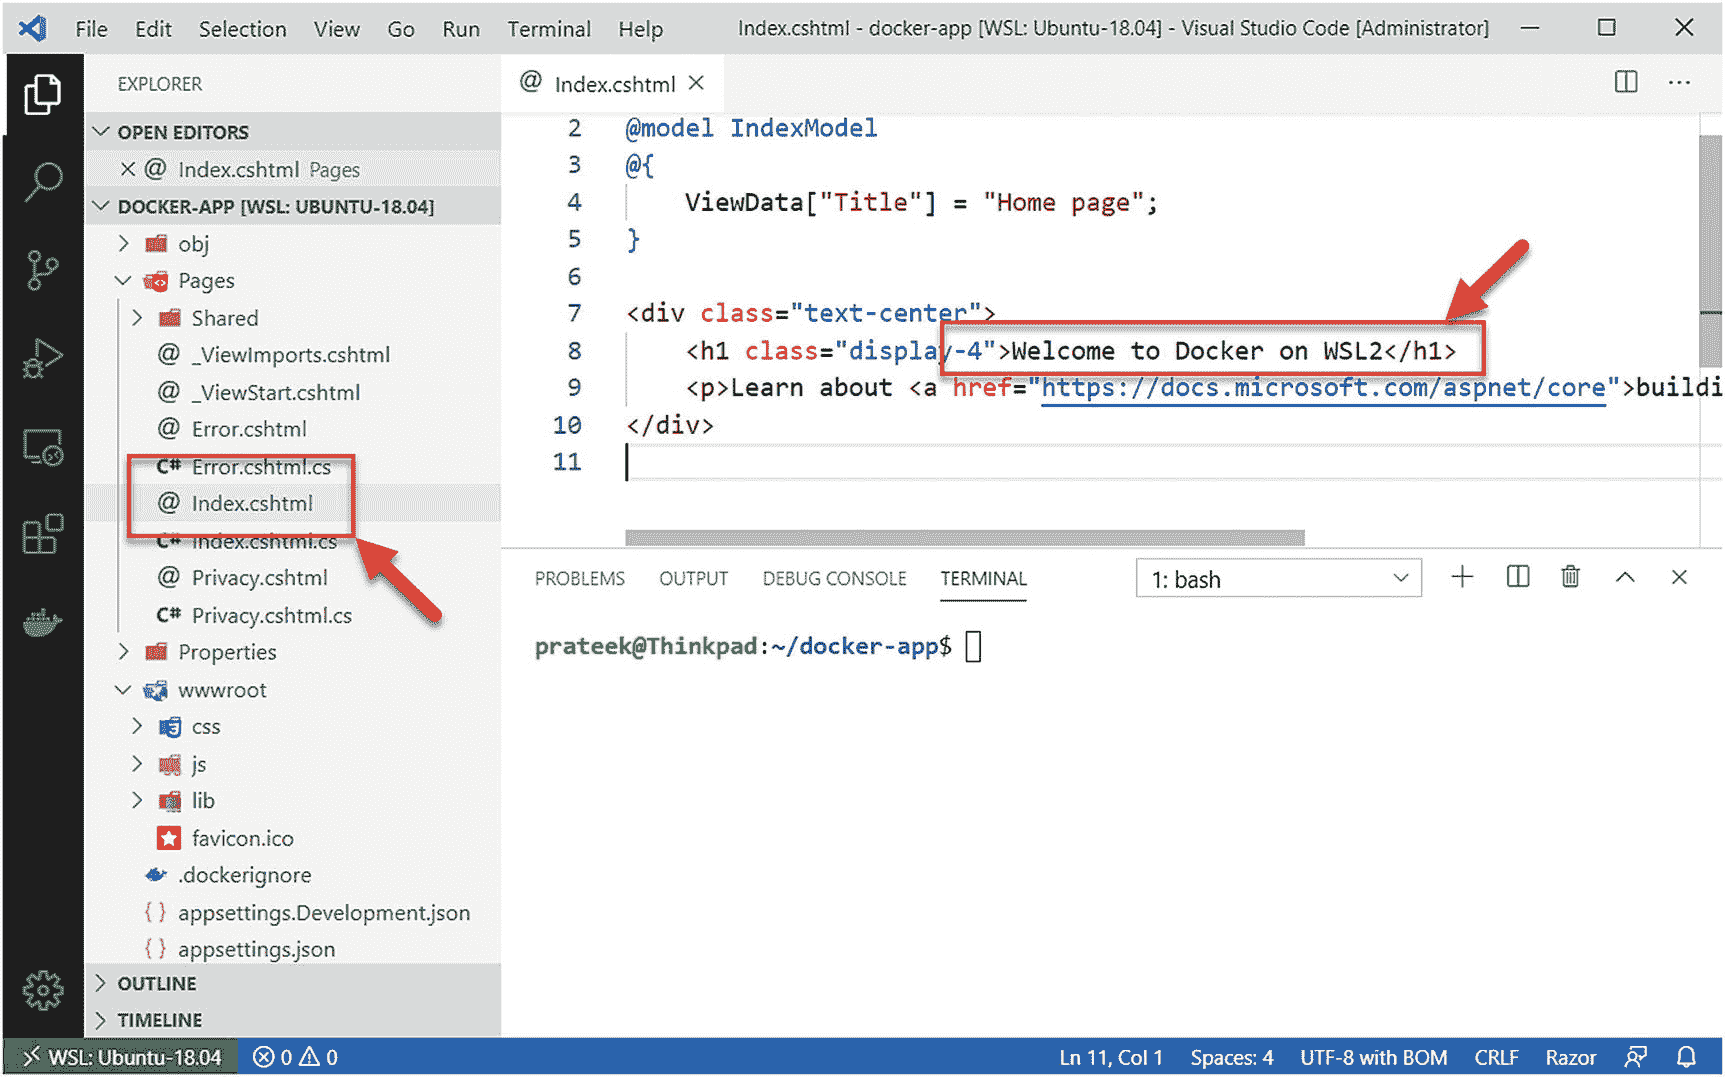 File Edit Selection View Go Run Terminal Help Index.cshtml - docker-app [WSL: Ubuntu-18.04] - Visual Studio Code [Administrator]
EXPLORER
OPEN EDITORS
@ Index.cshtml Pages
DOCKER-APP [WSL: UBUNTU-18.04]
obj
Pages
Shared
@ _ViewImports.cshtml
@ _ViewStart.cshtml
@ Error.cshtml
C# Error.cshtml.cs
@ Index.cshtml
C# Index.cshtml.cs
@ Privacy.cshtml
C# Privacy.cshtml.cs
Properties
wwwroot
css
js
lib
favicon.ico
.dockerignore
{ } appsettings.Development.json
{ } appsettings.json
OUTLINE
TIMELINE
@ Index.cshtml
2 @model IndexModel
3 @{
4 ViewData["Title"] = "Home page";
5 }
6
7 <div class="text-center">
8 <h1 class="display-4">Welcome to Docker on WSL2</h1>
9 <p>Learn about <a href="https://docs.microsoft.com/aspnet/core">buildi
10 </div>
11
PROBLEMS OUTPUT DEBUG CONSOLE TERMINAL 1: bash
prateek@Thinkpad:~/docker-app$
WSL: Ubuntu-18.04 0 0 Ln 11, Col 1 Spaces: 4 UTF-8 with BOM CRLF Razor